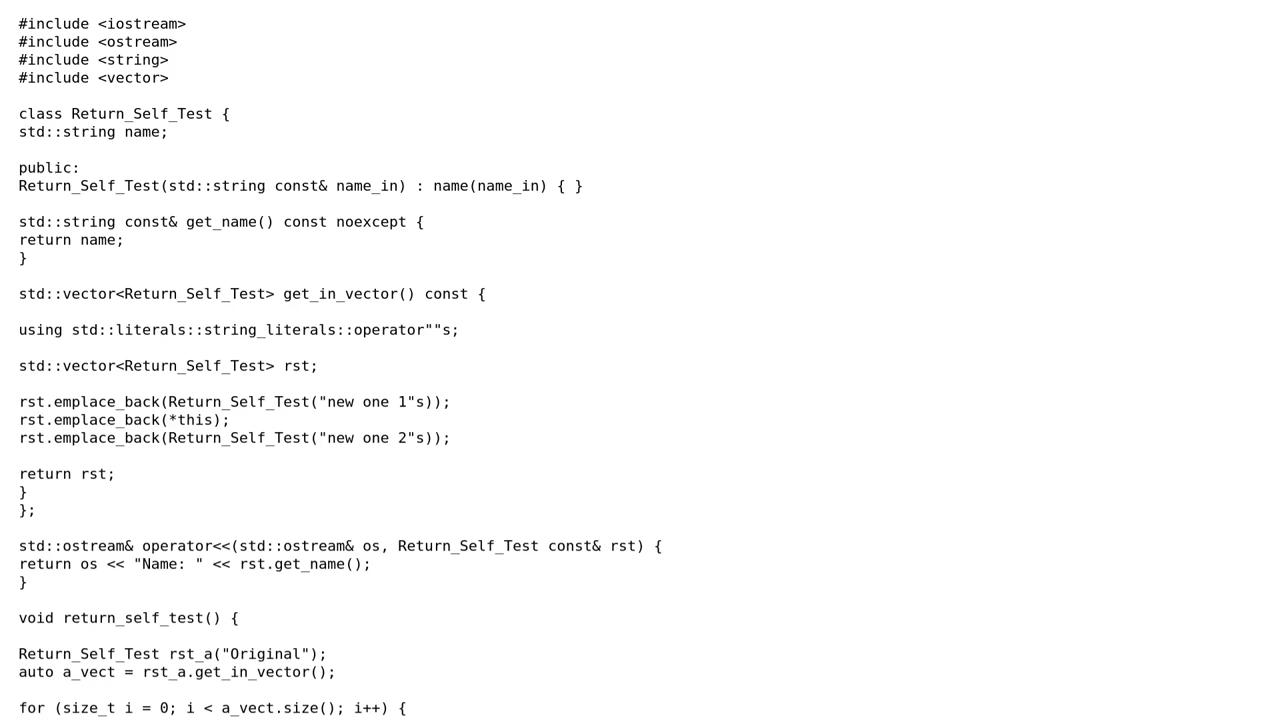 #include <iostream>
#include <ostream>
#include <string>
#include <vector>

class Return_Self_Test {
std::string name;

public:
Return_Self_Test(std::string const& name_in) : name(name_in) { }

std::string const& get_name() const noexcept {
return name;
}

std::vector<Return_Self_Test> get_in_vector() const {

using std::literals::string_literals::operator""s;

std::vector<Return_Self_Test> rst;

rst.emplace_back(Return_Self_Test("new one 1"s));
rst.emplace_back(*this);
rst.emplace_back(Return_Self_Test("new one 2"s));

return rst;
}
};

std::ostream& operator<<(std::ostream& os, Return_Self_Test const& rst) {
return os << "Name: " << rst.get_name();
}

void return_self_test() {

Return_Self_Test rst_a("Original");
auto a_vect = rst_a.get_in_vector();

for (size_t i = 0; i < a_vect.size(); i++) {